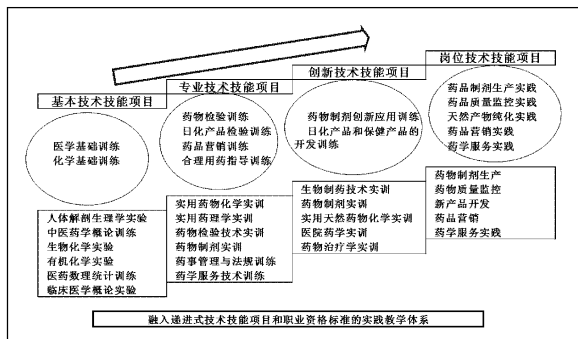 基本技术技能项目
医学基础训练
化学基础训练
人体解剖生理学实验
中医药学概论训练
生物化学实验
有机化学实验
医药数理统计训练
临床医学概论实验
专业技术技能项目
药物检验训练
日化产品检验训练
药品营销训练
合理用药指导训练
实用药物化学实训
实用药理学实训
药物检验技术实训
药物制剂实训
药事管理与法规训练
药学服务技术训练
创新技术技能项目
药物制剂创新应用训练
日化产品和保健产品的
开发训练
生物制药技术实训
药物制剂实训
实用天然药物化学实训
医院药学实训
药物治疗学实训
岗位技术技能项目
药品制剂生产实践
药品质量监控实践
天然产物纯化实践
药品营销实践
药学服务实践
药物制剂生产
药物质量监控
新产品开发
药品营销
药学服务实践
融入递进式技术技能项目和职业资格标准的实践教学体系